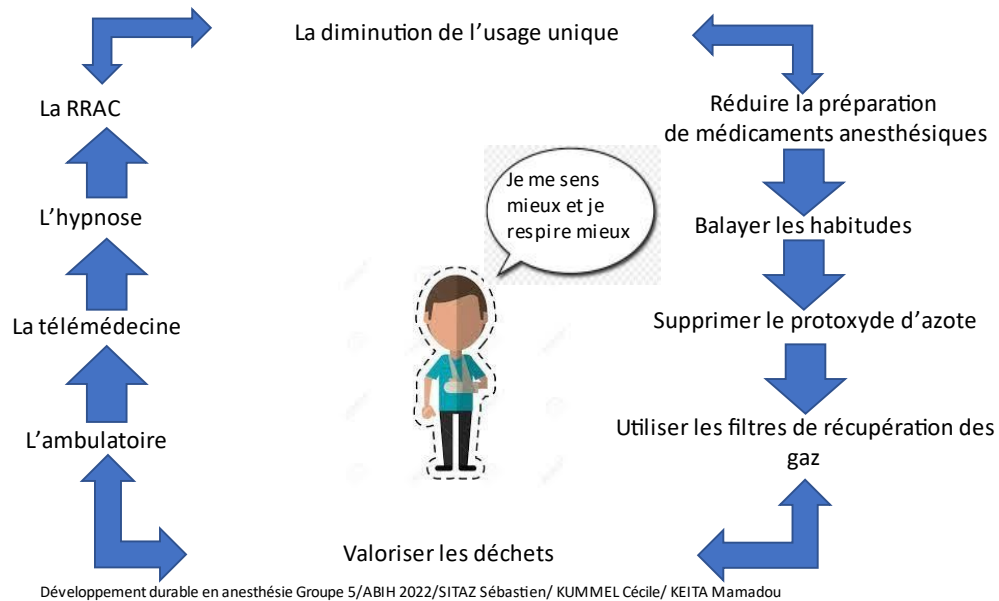 La diminution de l’usage unique
La RRAC
Réduire la préparation
de médicaments anesthésiques
Je me sens
mieux et je
respire mieux
L’hypnose
Balayer les habitudes
La télémédecine
Supprimer le protoxyde d’azote
L’ambulatoire
Utiliser les filtres de récupération des
gaz
Valoriser les déchets
Développement durable en anesthésie Groupe 5/ABIH 2022/SITAZ Sébastien/ KUMMEL Cécile/ KEITA Mamadou